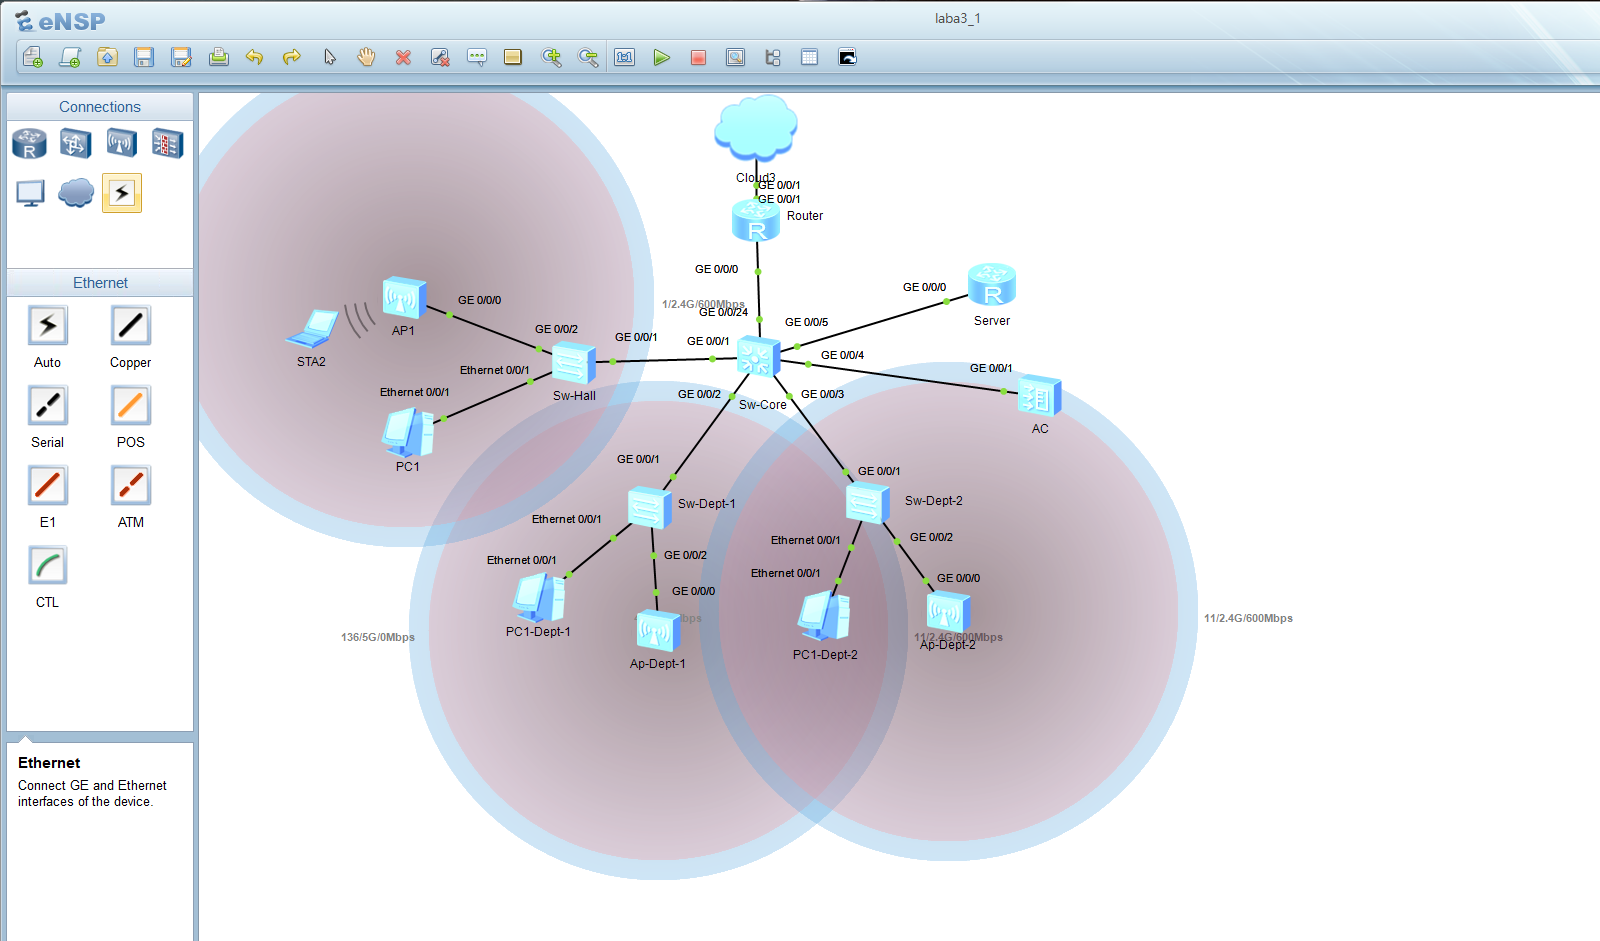 eNSP
laba3_1
Connections
Ethernet
Auto
Copper
Serial
POS
E1
ATM
CTL
Ethernet
Connect GE and Ethernet
interfaces of the device.
Cloud3
GE 0/0/1
GE 0/0/1
Router
R
GE 0/0/0
1/2.4G/600Mbps
GE 0/0/24
GE 0/0/0
R
Server
GE 0/0/5
GE 0/0/0
AP1
STA2
GE 0/0/2
GE 0/0/1
GE 0/0/1
GE 0/0/4
GE 0/0/1
AC
Ethernet 0/0/1
Ethernet 0/0/1
Sw-Hall
PC1
GE 0/0/2
Sw-Core
GE 0/0/3
GE 0/0/1
GE 0/0/1
Sw-Dept-1
Sw-Dept-2
Ethernet 0/0/1
Ethernet 0/0/1
GE 0/0/2
GE 0/0/0
Ethernet 0/0/1
GE 0/0/2
Ethernet 0/0/1
GE 0/0/0
PC1-Dept-1
136/5G/0Mbps
Ap-Dept-1
PC1-Dept-2
11/2.4G/600Mbps
Ap-Dept-2
11/2.4G/600Mbps